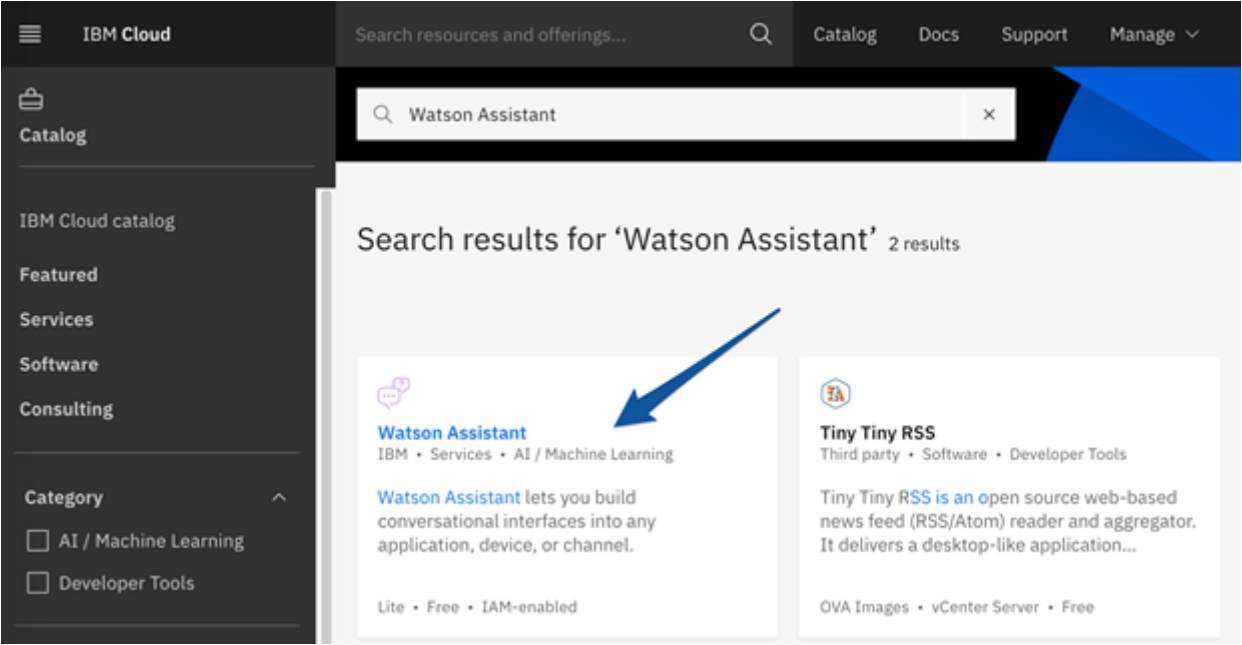 IBM Cloud
Search resources and offerings...
Catalog
Docs
Support
Manage
Catalog
IBM Cloud catalog
Featured
Services
Software
Consulting
Category
AI / Machine Learning
Developer Tools
Watson Assistant
Search results for ‘Watson Assistant’ 2 results
Watson Assistant
IBM • Services • AI / Machine Learning
Watson Assistant lets you build
conversational interfaces into any
application, device, or channel.
Lite • Free • IAM-enabled
Tiny Tiny RSS
Third party • Software • Developer Tools
Tiny Tiny RSS is an open source web-based
news feed (RSS/Atom) reader and aggregator.
It delivers a desktop-like application...
OVA Images • vCenter Server • Free